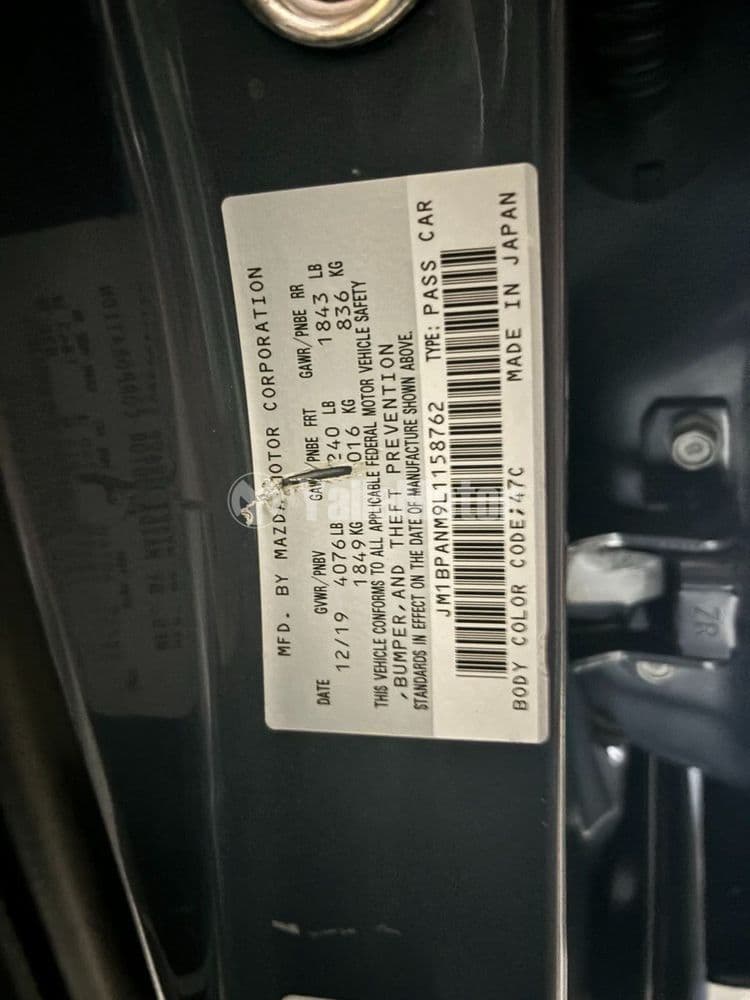 MFD. BY MAZDA MOTOR CORPORATION
DATE GVWR/PNBV GAWR/PNBE FRT GAWR/PNBE RR
12/19 4076LB 240 LB 1843 LB
1849KG 016 KG 836 KG
THIS VEHICLE CONFORMS TO ALL APPLICABLE FEDERAL MOTOR VEHICLE SAFETY
,BUMPER,AND THEFT PREVENTION
STANDARDS IN EFFECT ON THE DATE OF MANUFACTURE SHOWN ABOVE.
JM1BPANM9L1158762 TYPE: PASS CAR
BODY COLOR CODE;47C MADE IN JAPAN
7R